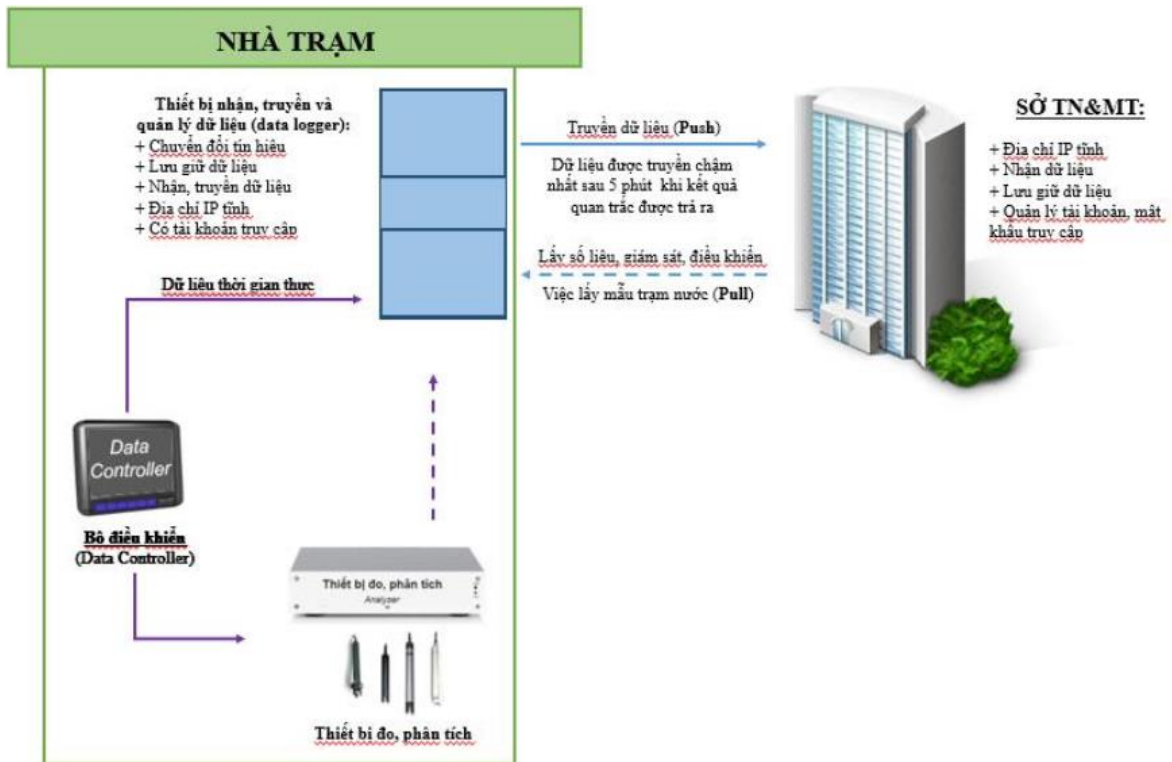 NHÀ TRẠM
Thiết bị nhận, truyền và
quản lý dữ liệu (data logger):
+ Chuyển đổi tín hiệu
+ Lưu giữ dữ liệu
+ Nhận, truyền dữ liệu
+ Địa chỉ IP tĩnh
+ Có tài khoản truy cập
Dữ liệu thời gian thực
Truyền dữ liệu (Push)
Dữ liệu được truyền chậm
nhất sau 5 phút khi kết quả
quan trắc được trả ra
Lấy số liệu, giám sát, điều khiển
Việc lấy mẫu trạm nước (Pull)
SỞ TN&MT:
+ Địa chỉ IP tĩnh
+ Nhận dữ liệu
+ Lưu giữ dữ liệu
+ Quản lý tài khoản, mật
khẩu truy cập
Data
Controller
Bộ điều khiển
(Data Controller)
Thiết bị đo, phân tích
Analyzer
Thiết bị đo, phân tích